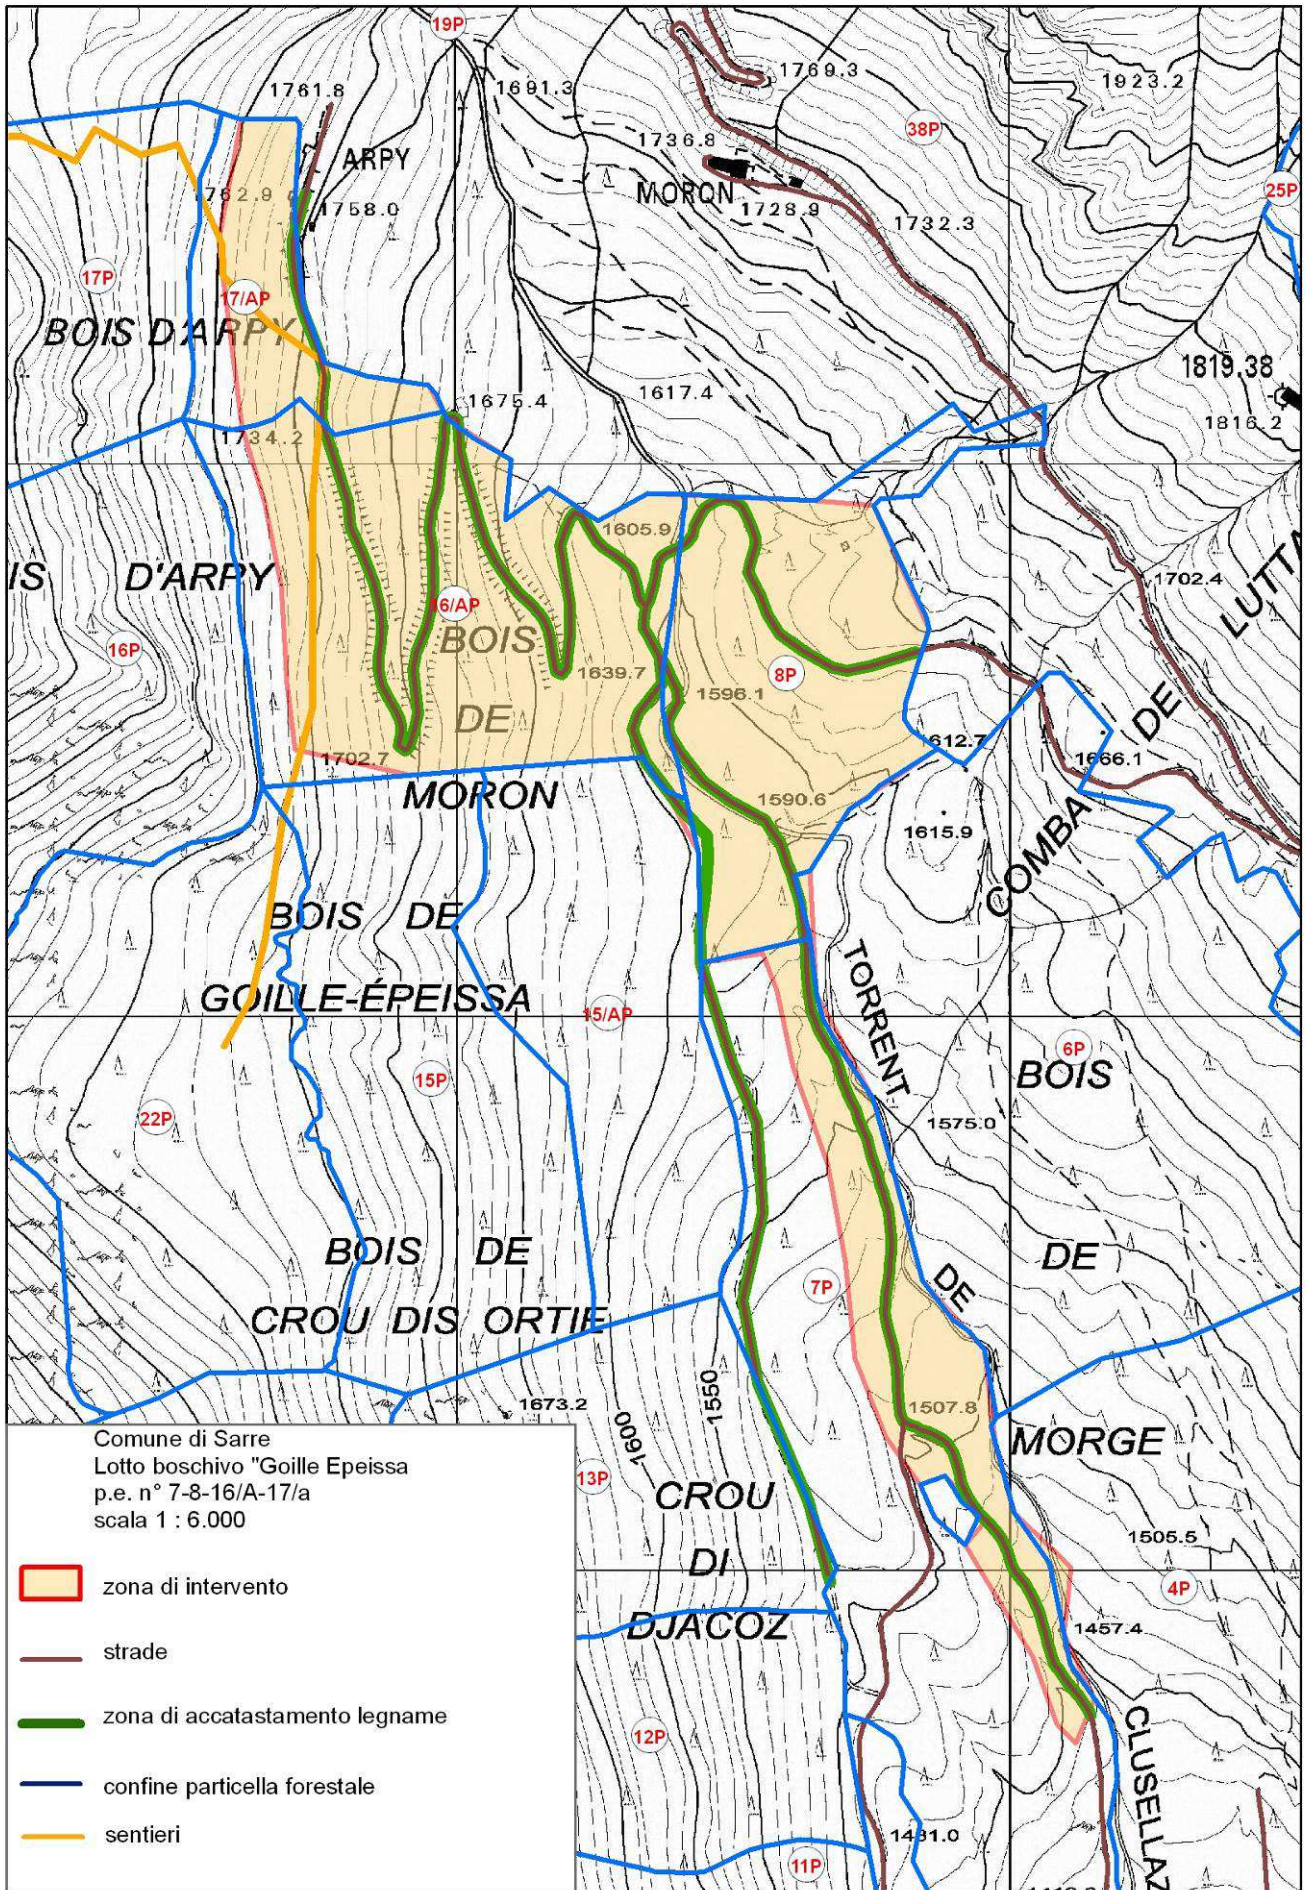 19P
1761.8
1691.3
1769.3
1923.2
38P
1736.8
ARPY
MORON
25P
1762.9
1758.0
1728.9
1732.3
17P
17/AP
BOIS D'ARPY
1819.38
1675.4
1617.4
1816.2
1734.2
1605.9
IS D'ARPY
1702.4
LUTTA
16/AP
BOIS
16P
1639.7
8P
1596.1
DE
DE
1702.7
1612.7
1666.1
MORON
1590.6
1615.9
COMBA
BOIS DE
TORRENT
GOILLE-ÉPEISSA
15/AP
6P
BOIS
15P
22P
1575.0
BOIS DE
DE
DE
7P
CROU DIS ORTIE
1673.2
1600
1550
1507.8
MORGE
Comune di Sarre
Lotto boschivo "Goille Epeissa
p.e. n° 7-8-16/A-17/a
scala 1 : 6.000
13P
CROU
1505.5
DI
4P
zona di intervento
DJACOZ
1457.4
strade
zona di accatastamento legname
12P
CLUSELLAZ
confine particella forestale
sentieri
1431.0
11P